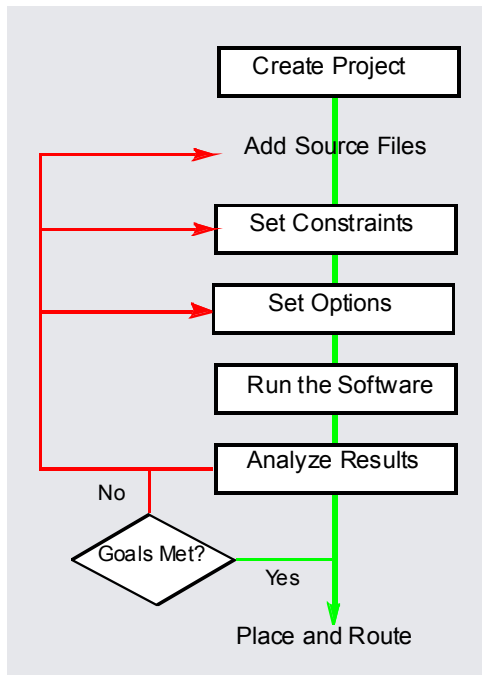 Create Project
Add Source Files
Set Constraints
Set Options
Run the Software
Analyze Results
No
Goals Met?
Yes
Place and Route